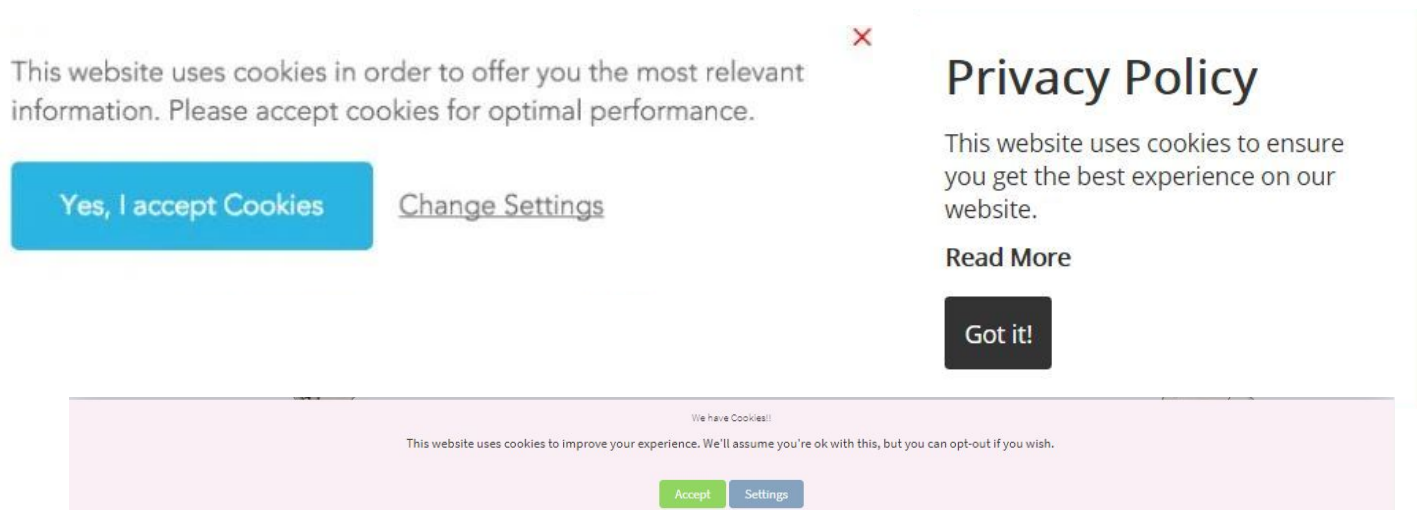 This website uses cookies in order to offer you the most relevant
information. Please accept cookies for optimal performance.
Yes, I accept Cookies
Change Settings
Privacy Policy
This website uses cookies to ensure
you get the best experience on our
website.
Read More
Got it!
We have Cookies!!
This website uses cookies to improve your experience. We'll assume you're ok with this, but you can opt-out if you wish.
Accept
Settings